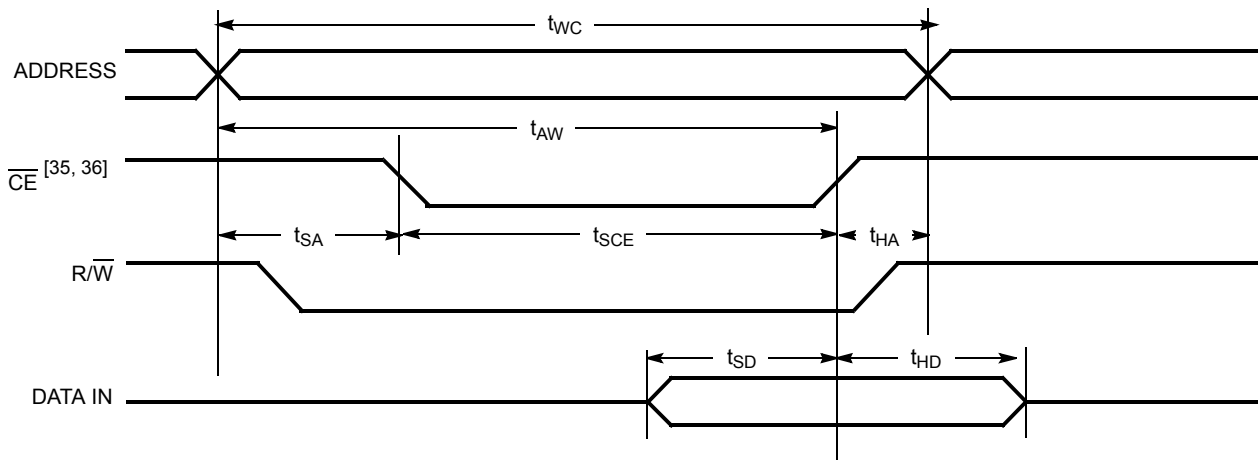 tWC
ADDRESS
tAW
CE [35, 36]
tSA
tSCE
tHA
R/W
tSD
tHD
DATA IN